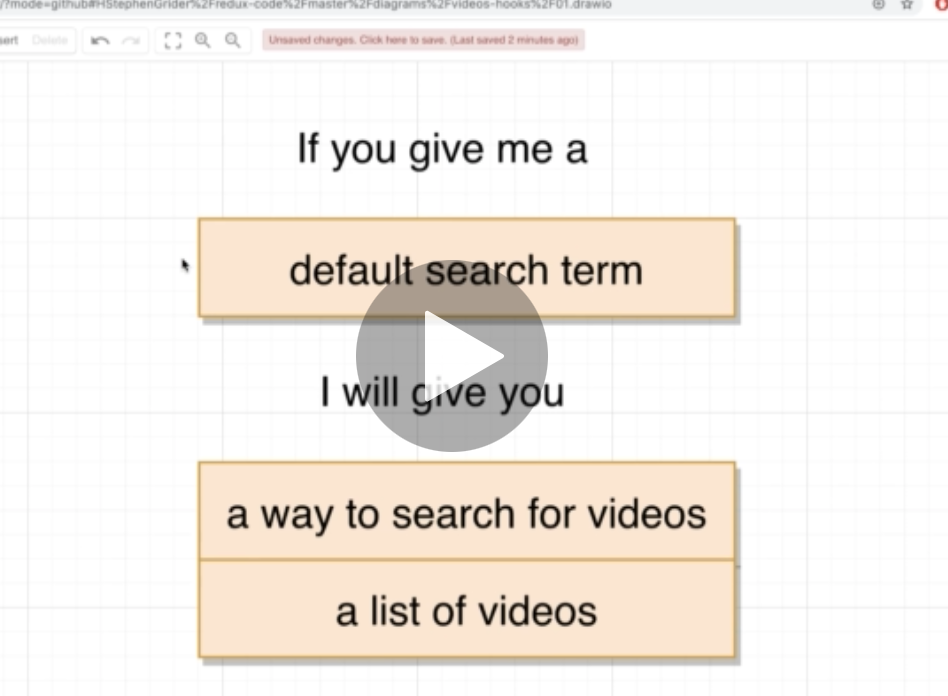 /?mode=github#HStephenGrider%2Fredux-code%2Fmaster%2Fdiagrams%2Fvideos-hooks%2F01.drawio
sert Delete Unsaved changes. Click here to save. (Last saved 2 minutes ago)
If you give me a
default search term
I will give you
a way to search for videos
a list of videos